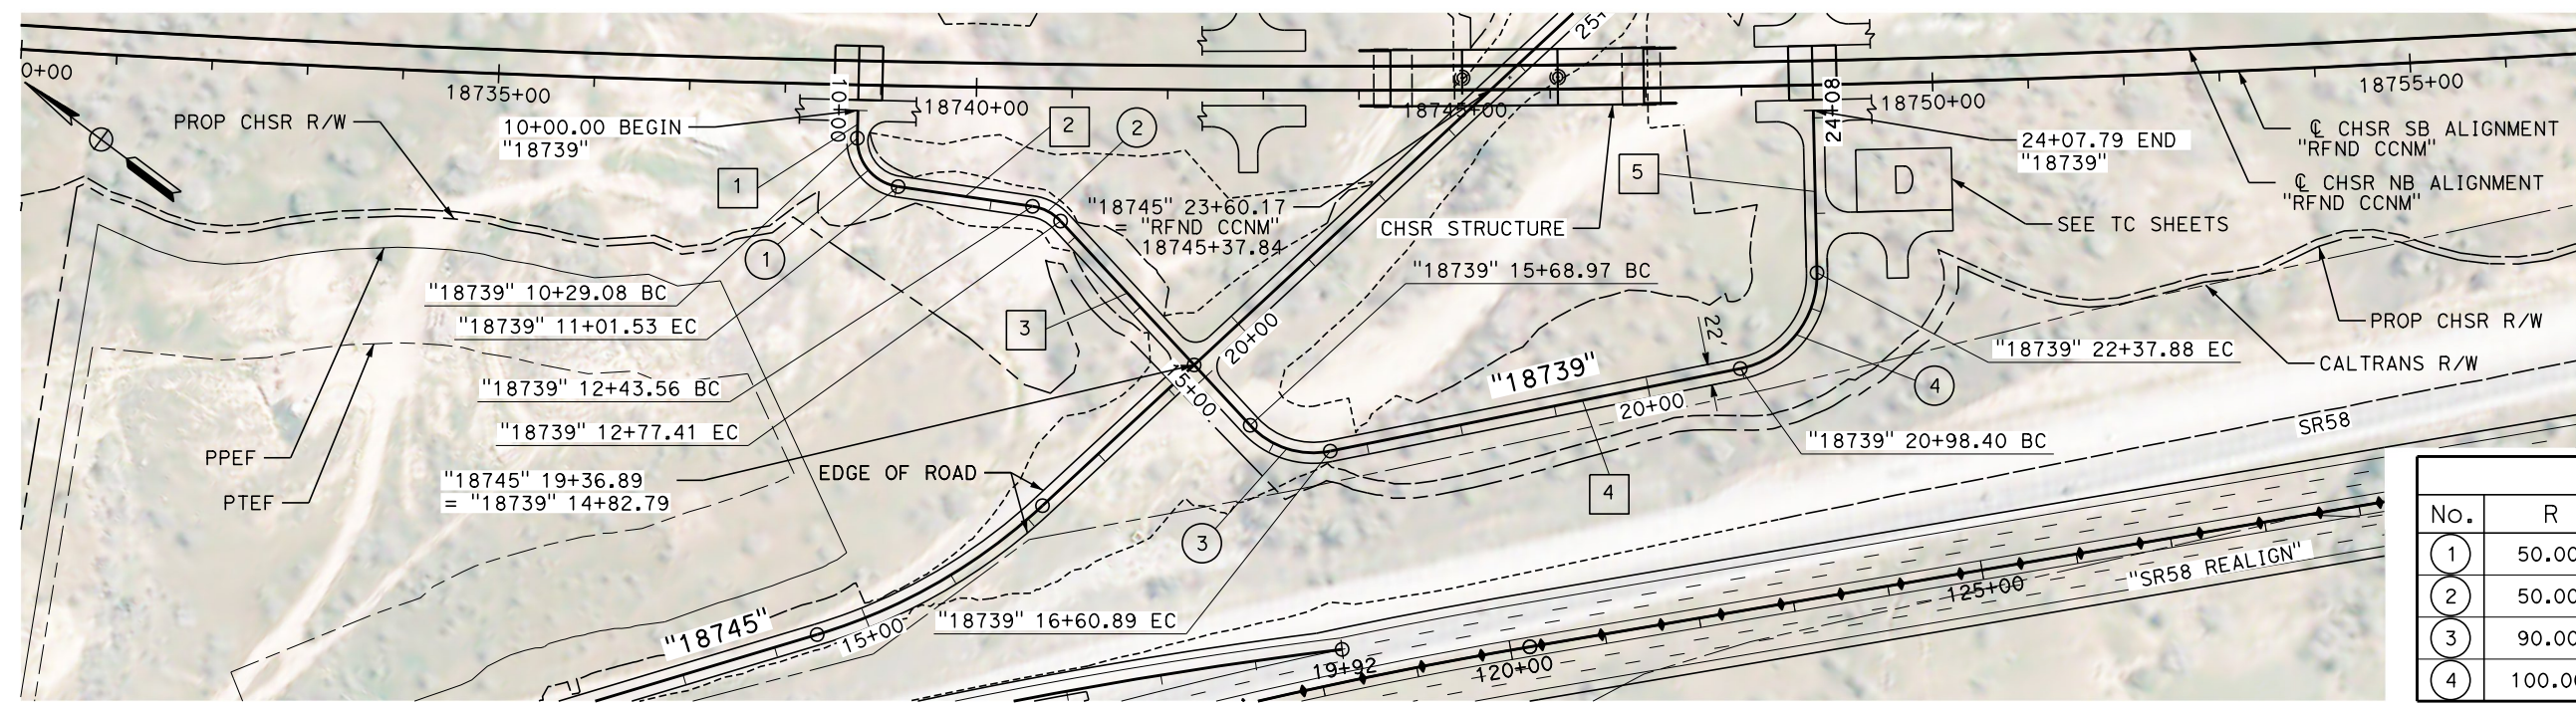 0+00
18735+00
18740+00
18745+00
18750+00
18755+00
25+
10+00
24+08
PROP CHSR R/W
10+00.00 BEGIN
"18739"
2
2
1
1
5
D
24+07.79 END
"18739"
℄ CHSR SB ALIGNMENT
"RFND CCNM"
℄ CHSR NB ALIGNMENT
"RFND CCNM"
SEE TC SHEETS
"18745" 23+60.17
= "RFND CCNM"
18745+37.84
CHSR STRUCTURE
"18739" 15+68.97 BC
"18739" 10+29.08 BC
"18739" 11+01.53 EC
3
20+00
22'
PROP CHSR R/W
"18739" 22+37.88 EC
CALTRANS R/W
"18739" 12+43.56 BC
15+00
"18739"
20+00
4
"18739" 12+77.41 EC
"18739" 20+98.40 BC
SR58
PPEF
PTEF
"18745" 19+36.89
= "18739" 14+82.79
EDGE OF ROAD
4
3
"18739" 16+60.89 EC
"18745"
15+00
19+92
120+00
125+00
"SR58 REALIGN"
No. R
1 50.00
2 50.00
3 90.00
4 100.00